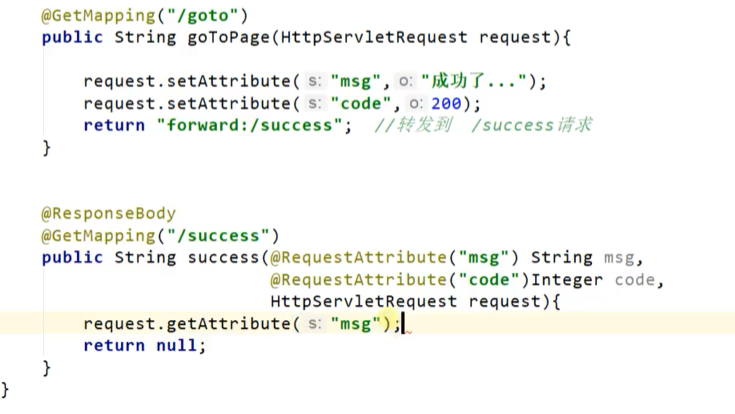 @GetMapping("/goto")
public String goToPage(HttpServletRequest request){
request.setAttribute( s: "msg", o: "成功了...");
request.setAttribute( s: "code", o: 200);
return "forward:/success";  //转发到  /success请求
}
@ResponseBody
@GetMapping("/success")
public String success(@RequestAttribute("msg") String msg,
@RequestAttribute("code")Integer code,
HttpServletRequest request){
request.getAttribute( s: "msg");
return null;
}
}